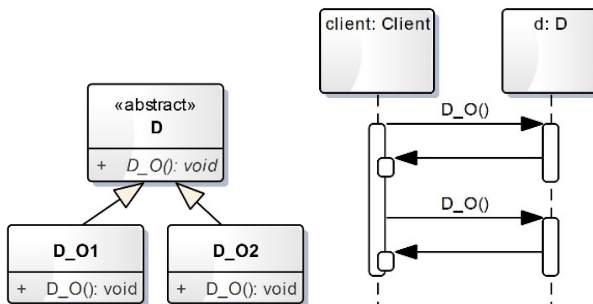 «abstract»
D
+ D_O(): void
D_O1
+ D_O(): void
D_O2
+ D_O(): void
client: Client
d: D
D_O()
D_O()